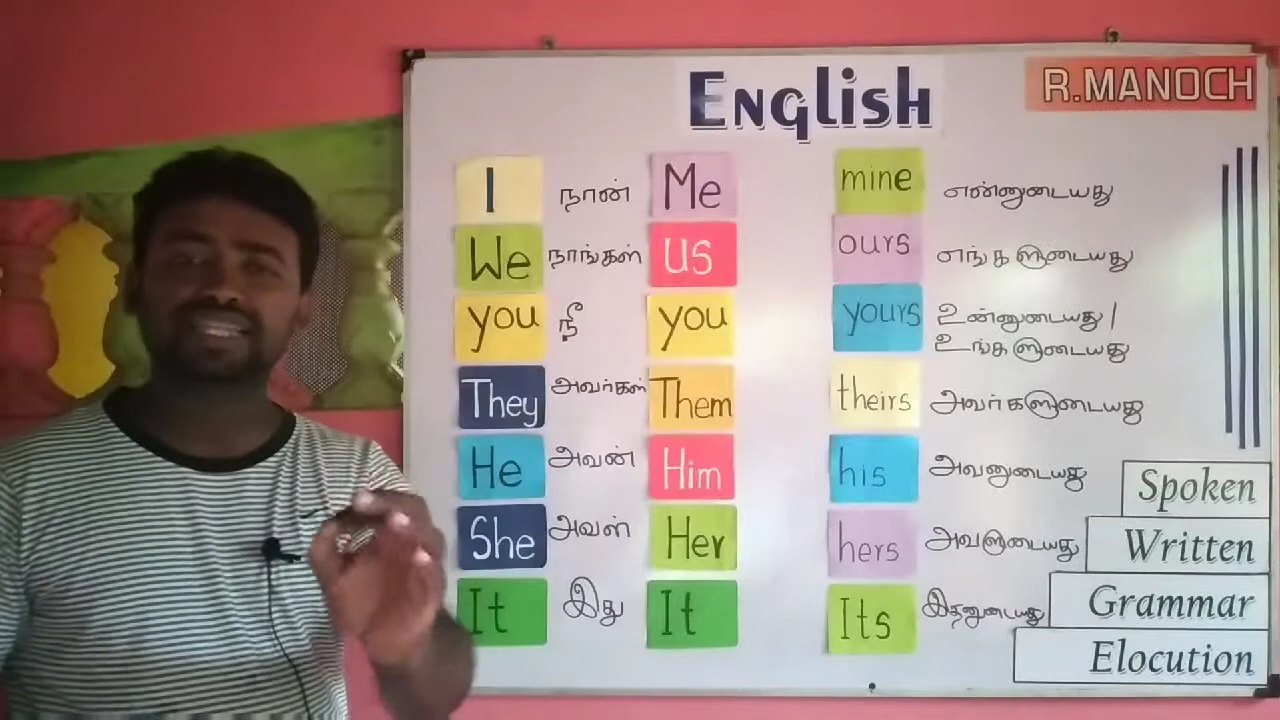 English
R.MANOCH
I நான் Me mine என்னுடையது
We நாங்கள் us ours எங்களுடையது
you நீ you yours உன்னுடையது /
உங்களுடையது
They அவர்கள் Them theirs அவர்களுடையது
He அவன் Him his அவனுடையது
She அவள் Her hers அவளுடையது
It இது It Its இதனுடையது
Spoken
Written
Grammar
Elocution